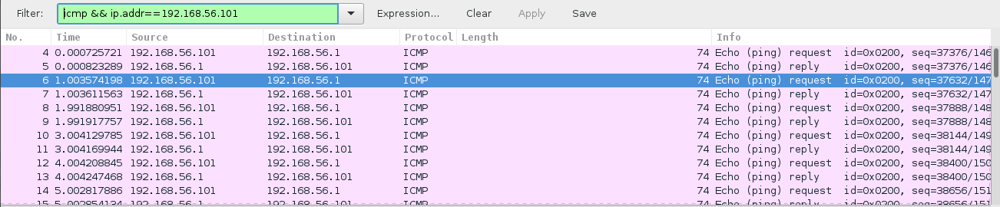 Filter: icmp && ip.addr==192.168.56.101 Expression... Clear Apply Save
No. Time Source Destination Protocol Length Info
4 0.000725721 192.168.56.101 192.168.56.1 ICMP 74 Echo (ping) request id=0x0200, seq=37376/146
5 0.000823289 192.168.56.1 192.168.56.101 ICMP 74 Echo (ping) reply id=0x0200, seq=37376/146
6 1.003574198 192.168.56.101 192.168.56.1 ICMP 74 Echo (ping) request id=0x0200, seq=37632/147
7 1.003611563 192.168.56.1 192.168.56.101 ICMP 74 Echo (ping) reply id=0x0200, seq=37632/147
8 1.991880951 192.168.56.101 192.168.56.1 ICMP 74 Echo (ping) request id=0x0200, seq=37888/148
9 1.991917757 192.168.56.1 192.168.56.101 ICMP 74 Echo (ping) reply id=0x0200, seq=37888/148
10 3.004129785 192.168.56.101 192.168.56.1 ICMP 74 Echo (ping) request id=0x0200, seq=38144/149
11 3.004169944 192.168.56.1 192.168.56.101 ICMP 74 Echo (ping) reply id=0x0200, seq=38144/149
12 4.004208845 192.168.56.101 192.168.56.1 ICMP 74 Echo (ping) request id=0x0200, seq=38400/150
13 4.004247468 192.168.56.1 192.168.56.101 ICMP 74 Echo (ping) reply id=0x0200, seq=38400/150
14 5.002817886 192.168.56.101 192.168.56.1 ICMP 74 Echo (ping) request id=0x0200, seq=38656/151
15 5.002854134 192.168.56.1 192.168.56.101 ICMP 74 Echo (ping) reply id=0x0200, seq=38656/151